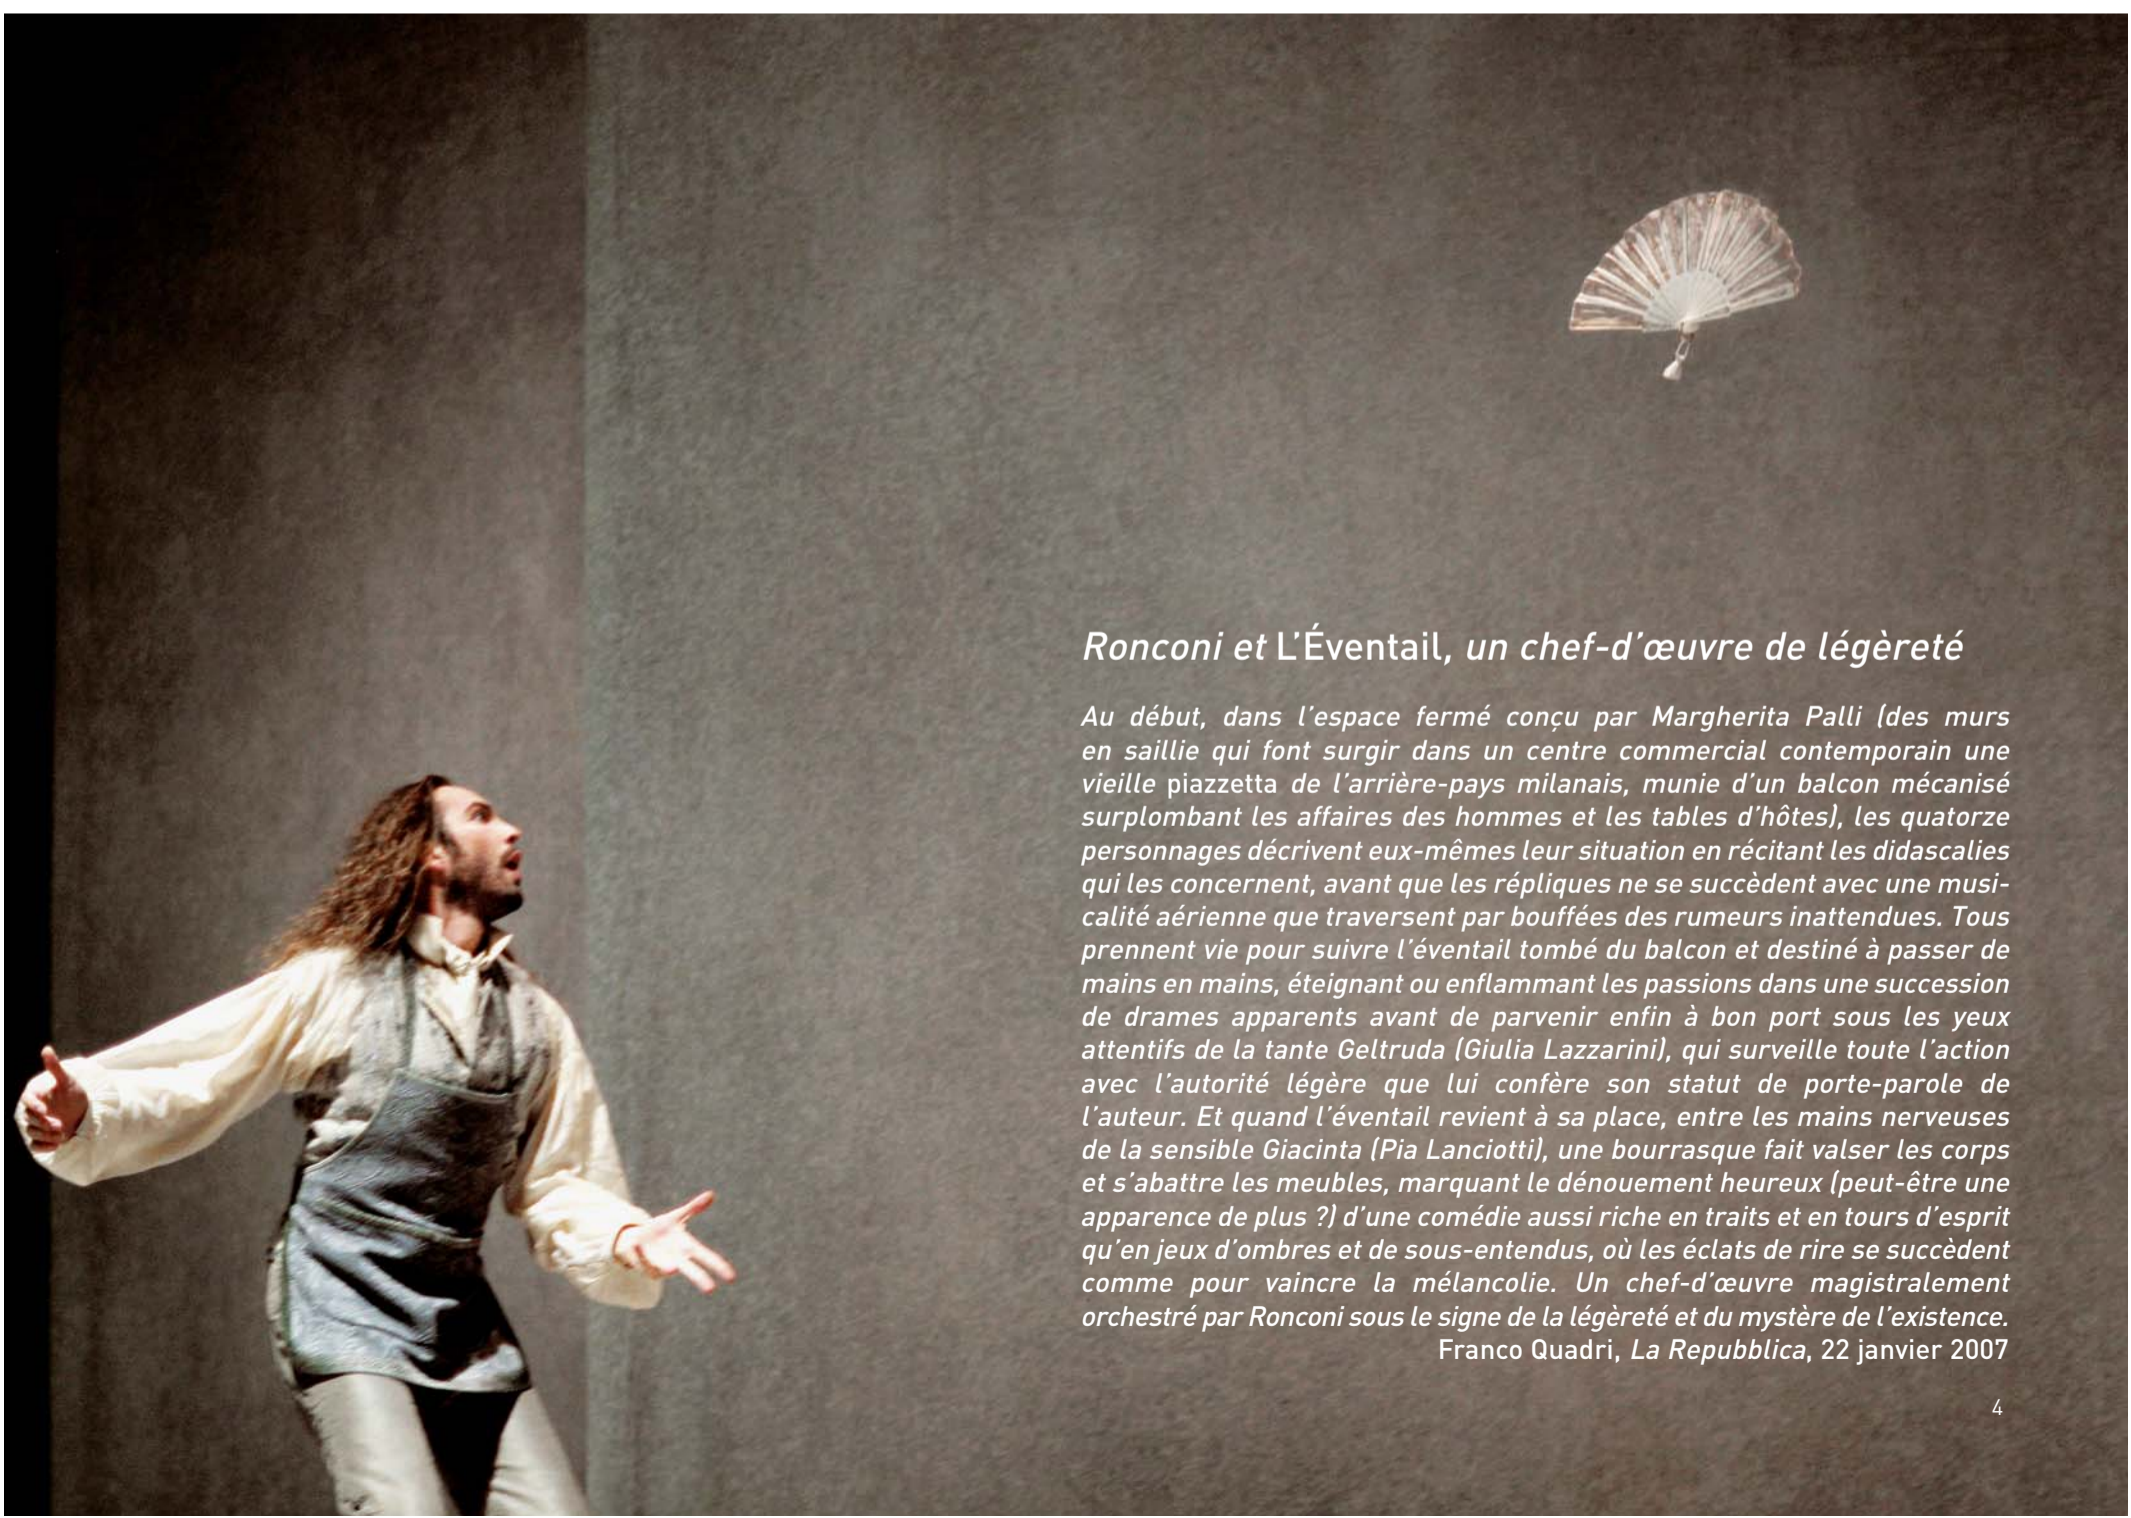 Ronconi et L’Éventail, un chef-d’œuvre de légèreté
Au début, dans l’espace fermé conçu par Margherita Palli (des murs
en saillie qui font surgir dans un centre commercial contemporain une
vieille piazzetta de l’arrière-pays milanais, munie d’un balcon mécanisé
surplombant les affaires des hommes et les tables d’hôtes), les quatorze
personnages décrivent eux-mêmes leur situation en récitant les didascalies
qui les concernent, avant que les répliques ne se succèdent avec une musi-
calité aérienne que traversent par bouffées des rumeurs inattendues. Tous
prennent vie pour suivre l’éventail tombé du balcon et destiné à passer de
mains en mains, éteignant ou enflammant les passions dans une succession
de drames apparents avant de parvenir enfin à bon port sous les yeux
attentifs de la tante Geltruda (Giulia Lazzarini), qui surveille toute l’action
avec l’autorité légère que lui confère son statut de porte-parole de
l’auteur. Et quand l’éventail revient à sa place, entre les mains nerveuses
de la sensible Giacinta (Pia Lanciotti), une bourrasque fait valser les corps
et s’abattre les meubles, marquant le dénouement heureux (peut-être une
apparence de plus ?) d’une comédie aussi riche en traits et en tours d’esprit
qu’en jeux d’ombres et de sous-entendus, où les éclats de rire se succèdent
comme pour vaincre la mélancolie. Un chef-d’œuvre magistralement
orchestré par Ronconi sous le signe de la légèreté et du mystère de l’existence.
Franco Quadri, La Repubblica, 22 janvier 2007
4